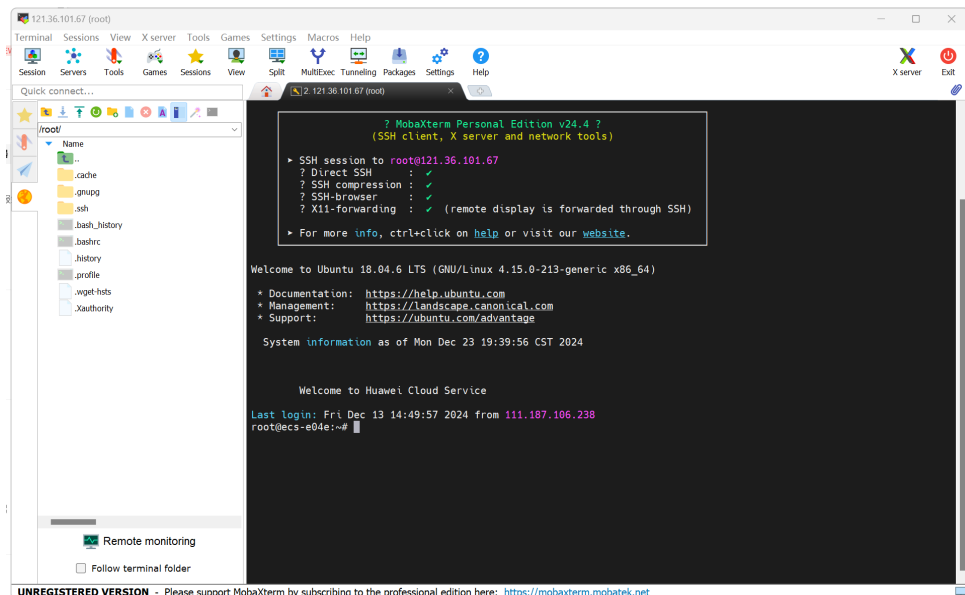 121.36.101.67 (root)
Terminal Sessions View X server Tools Games Settings Macros Help
Session Servers Tools Games Sessions View Split MultiExec Tunneling Packages Settings Help X server Exit
Quick connect...
2. 121.36.101.67 (root)
/root/
Name
..
.cache
.gnupg
.ssh
.bash_history
.bashrc
.history
.profile
.wget-hsts
.Xauthority
Remote monitoring
Follow terminal folder
? MobaXterm Personal Edition v24.4 ?
(SSH client, X server and network tools)
➤ SSH session to root@121.36.101.67
? Direct SSH : ✔
? SSH compression : ✔
? SSH-browser : ✔
? X11-forwarding : ✔ (remote display is forwarded through SSH)
➤ For more info, ctrl+click on help or visit our website.
Welcome to Ubuntu 18.04.6 LTS (GNU/Linux 4.15.0-213-generic x86_64)
* Documentation: https://help.ubuntu.com
* Management: https://landscape.canonical.com
* Support: https://ubuntu.com/advantage
System information as of Mon Dec 23 19:39:56 CST 2024
Welcome to Huawei Cloud Service
Last login: Fri Dec 13 14:49:57 2024 from 111.187.106.238
root@ecs-e04e:~#
UNREGISTERED VERSION - Please support MobaXterm by subscribing to the professional edition here: https://mobaxterm.mobatek.net